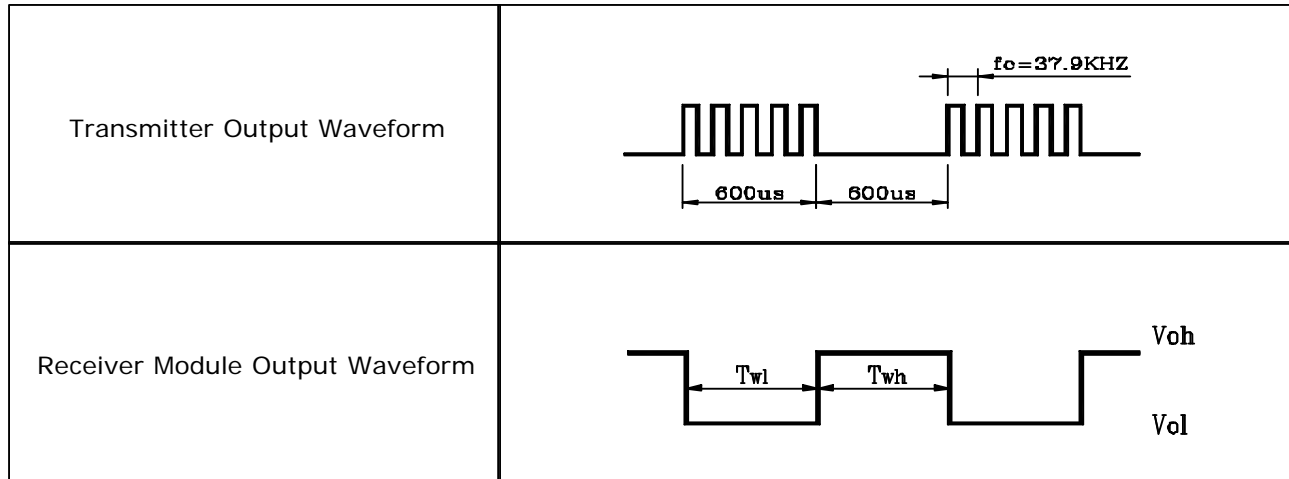 Transmitter Output Waveform
fo=37.9KHZ
600us
600us
Receiver Module Output Waveform
Voh
Twl
Twh
Vol